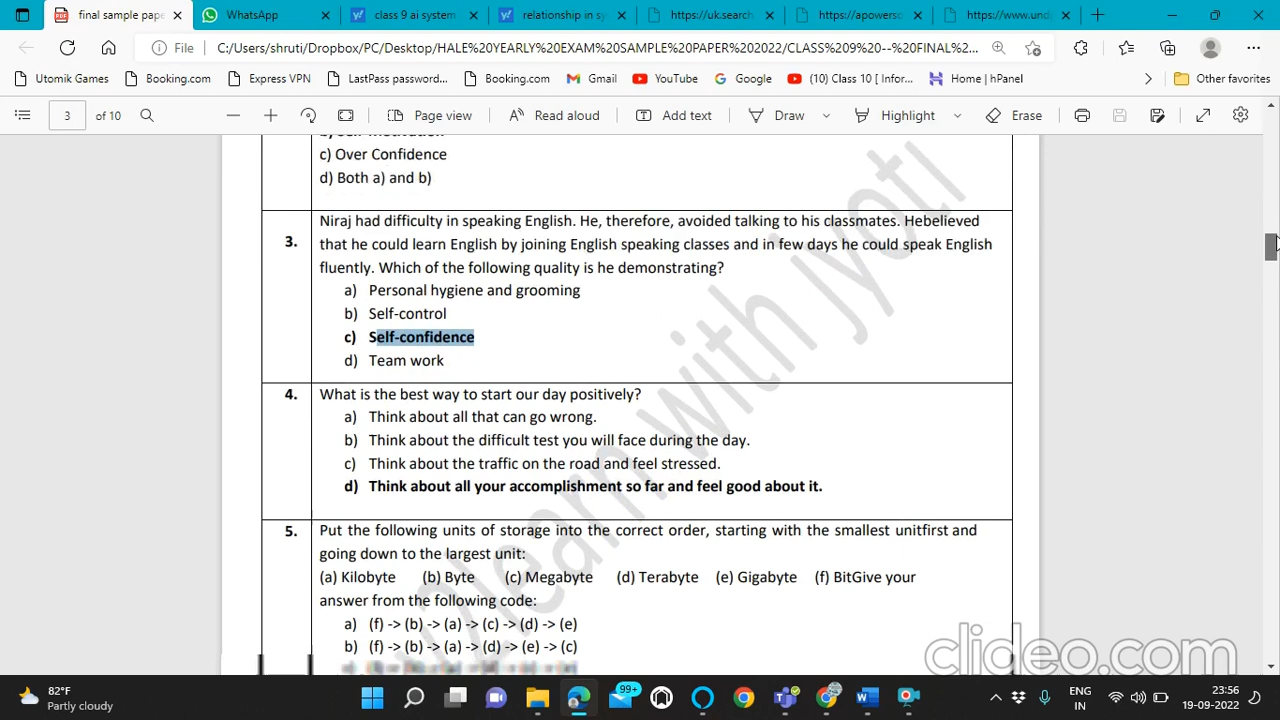 final sample pape
WhatsApp
class 9 ai system
relationship in sy
https://uk.search
https://apowerso
https://www.und
File
C:/Users/shruti/Dropbox/PC/Desktop/HALE%20YEARLY%20EXAM%20SAMPLE%20PAPER%202022/CLASS%209%20--%20FINAL%2...
Utomik Games
Booking.com
Express VPN
LastPass password...
Booking.com
Gmail
YouTube
Google
(10) Class 10 [ Infor...
Home | hPanel
Other favorites
3 of 10
Page view
Read aloud
Add text
Draw
Highlight
Erase
c) Over Confidence
d) Both a) and b)
3.
Niraj had difficulty in speaking English. He, therefore, avoided talking to his classmates. Hebelieved
that he could learn English by joining English speaking classes and in few days he could speak English
fluently. Which of the following quality is he demonstrating?
a) Personal hygiene and grooming
b) Self-control
c) Self-confidence
d) Team work
4. What is the best way to start our day positively?
a) Think about all that can go wrong.
b) Think about the difficult test you will face during the day.
c) Think about the traffic on the road and feel stressed.
d) Think about all your accomplishment so far and feel good about it.
5. Put the following units of storage into the correct order, starting with the smallest unitfirst and
going down to the largest unit:
(a) Kilobyte (b) Byte (c) Megabyte (d) Terabyte (e) Gigabyte (f) BitGive your
answer from the following code:
a) (f) -> (b) -> (a) -> (c) -> (d) -> (e)
b) (f) -> (b) -> (a) -> (d) -> (e) -> (c)
learn with jyoti
clideo.com
82°F
Partly cloudy
99+
ENG
IN
23:56
19-09-2022